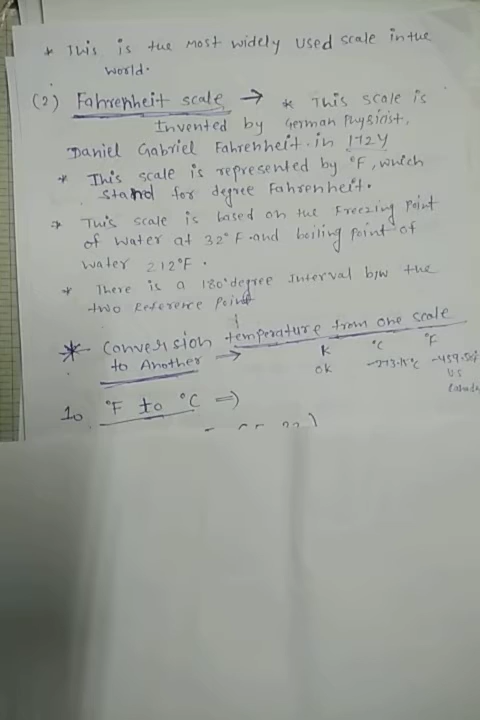 * This is the most widely used scale in the
world.
(2) Fahrenheit scale → * This scale is
Invented by German Physicist,
Daniel Gabriel Fahrenheit. in 1724
* This scale is represented by °F, which
stand for degree Fahrenheit.
* This scale is based on the Freezing Point
of water at 32°F. and boiling point of
water 212°F.
* There is a 180° degree interval b/w the
two Reference Point
* Conversion temperature from one scale
to Another →
K °C °F
0K -273.15°C
US
Canada
1. °F to °C ⇒